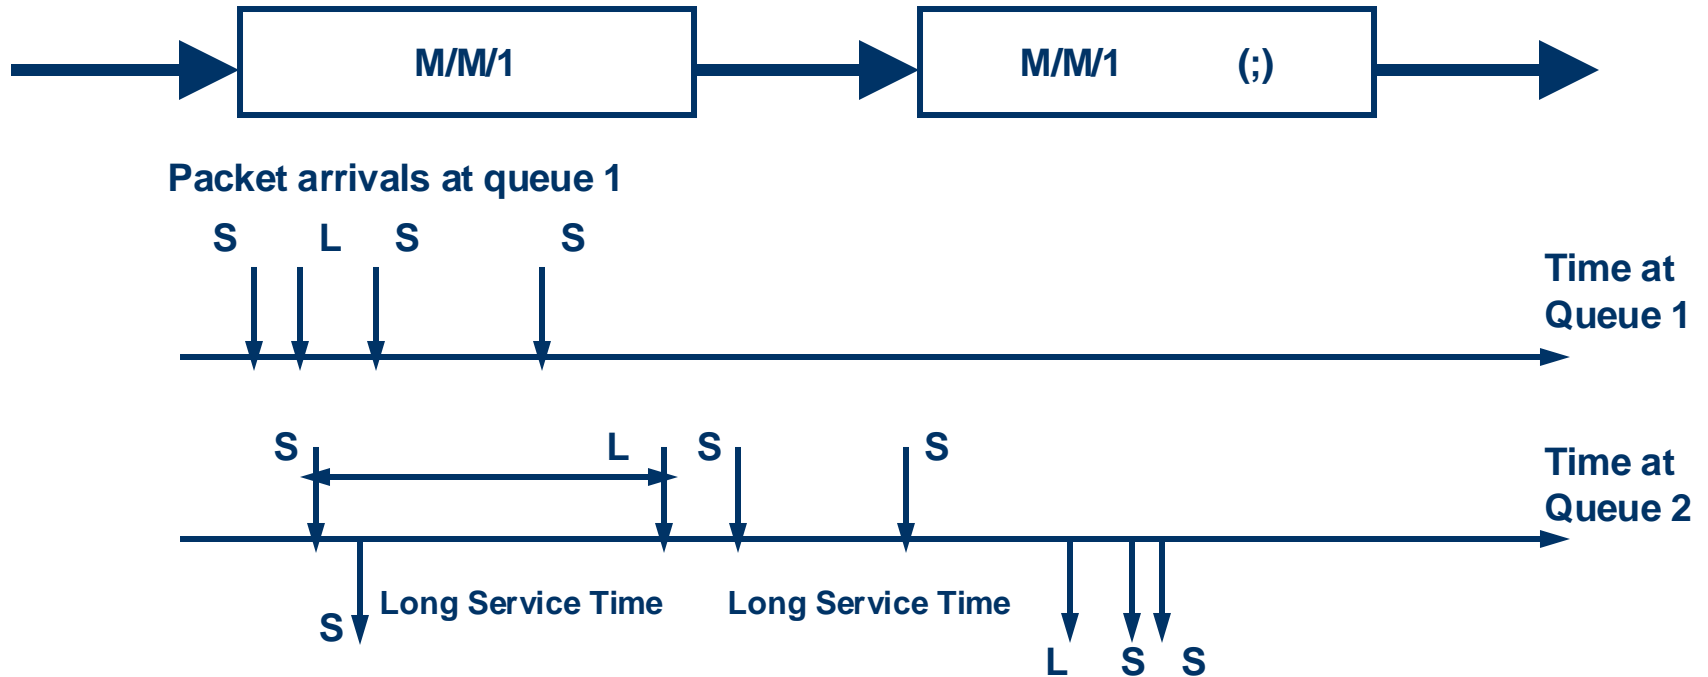 M/M/1
M/M/1 (;)
Packet arrivals at queue 1
S L S S
Time at
Queue 1
S L S S
Time at
Queue 2
Long Service Time Long Service Time
S
L S S